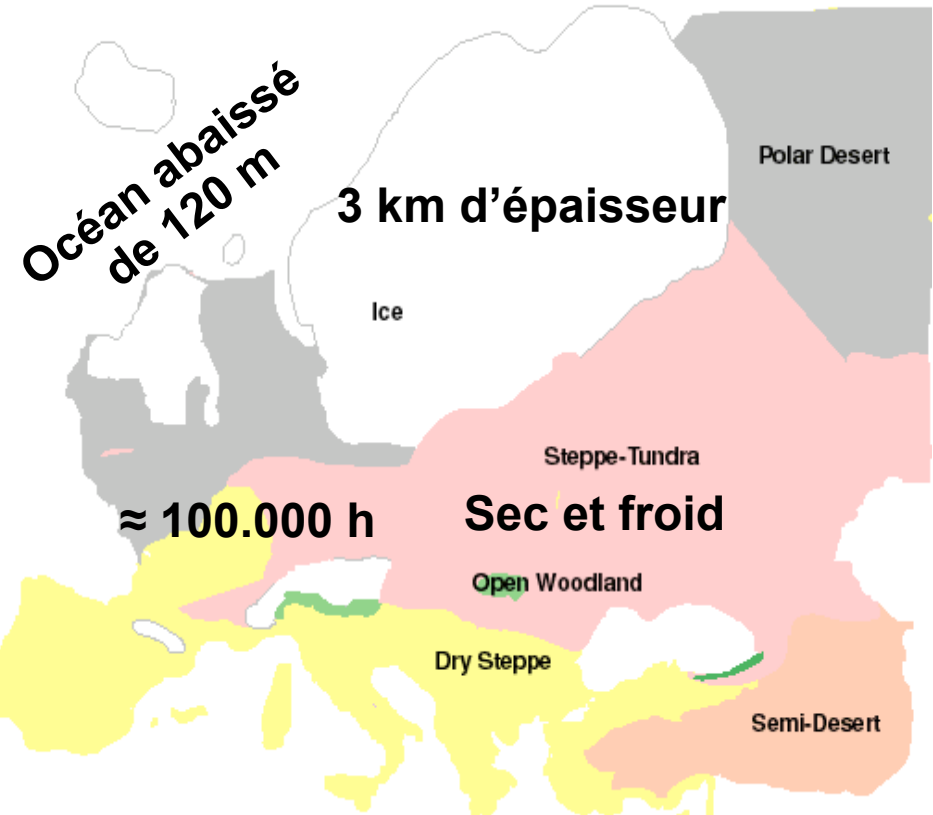 Océan abaissé
de 120 m
Polar Desert
3 km d’épaisseur
Ice
Steppe-Tundra
≈ 100.000 h
Sec et froid
Open Woodland
Dry Steppe
Semi-Desert